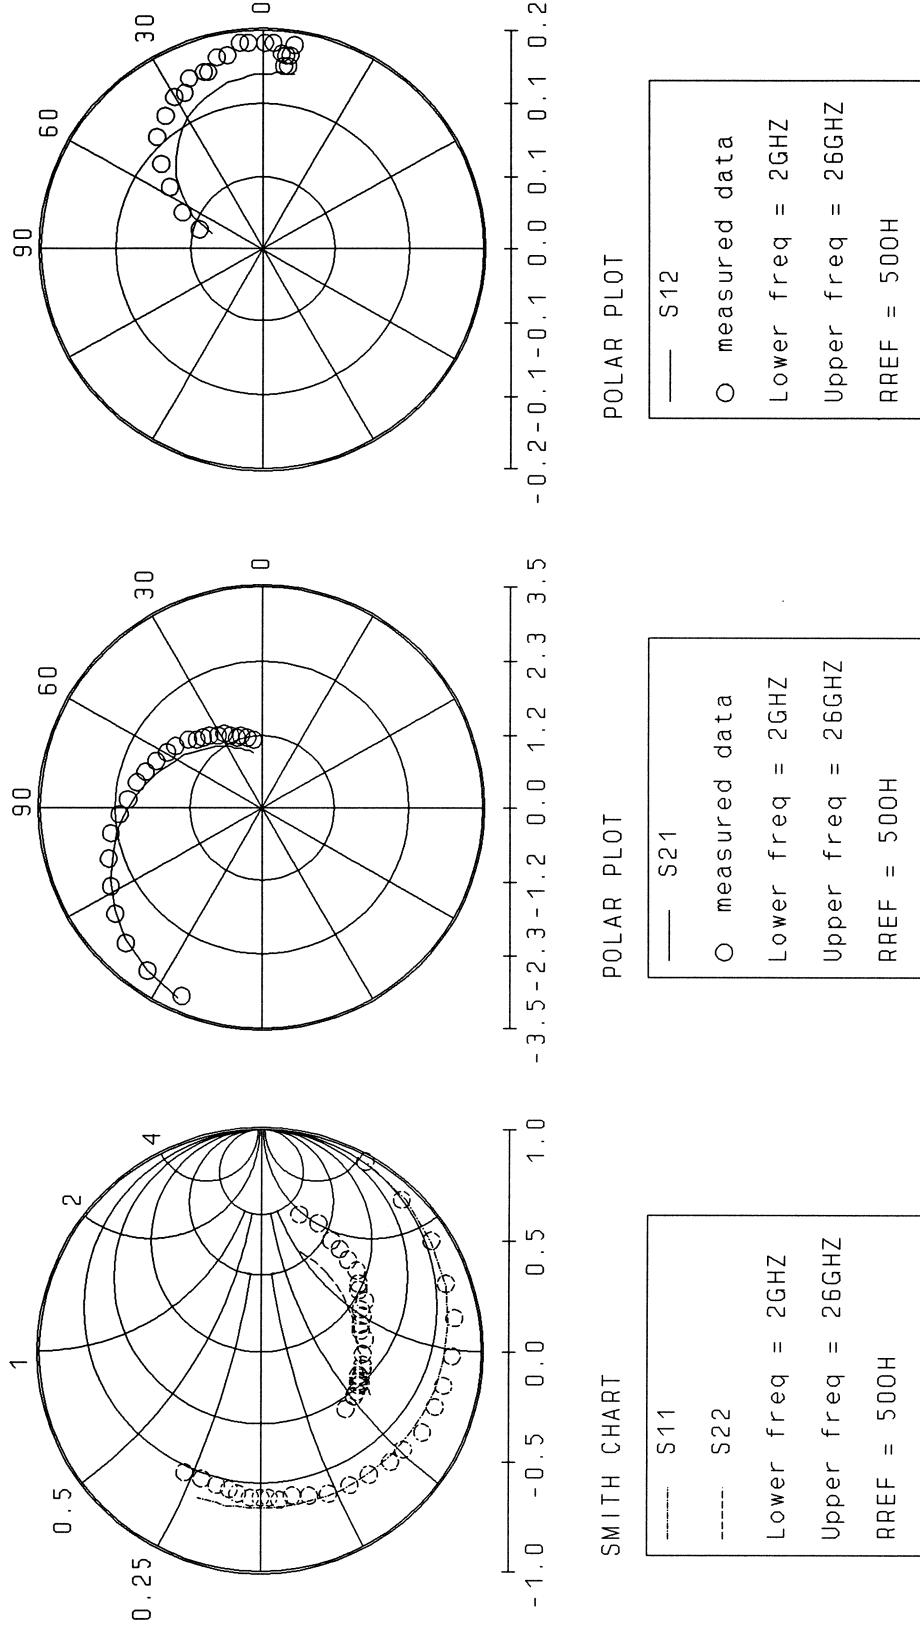 0.25
0.5
1
2
4
-1.0 -0.5 0.0 0.5 1.0
SMITH CHART
S11
S22
Lower freq = 2GHZ
Upper freq = 26GHZ
RREF = 50OH
90
60
30
0
-3.5-2.3-1.2 0.0 1.2 2.3 3.5
POLAR PLOT
S21
measured data
Lower freq = 2GHZ
Upper freq = 26GHZ
RREF = 50OH
90
60
30
0
-0.2-0.1-0.1 0.0 0.1 0.1 0.2
POLAR PLOT
S12
measured data
Lower freq = 2GHZ
Upper freq = 26GHZ
RREF = 50OH